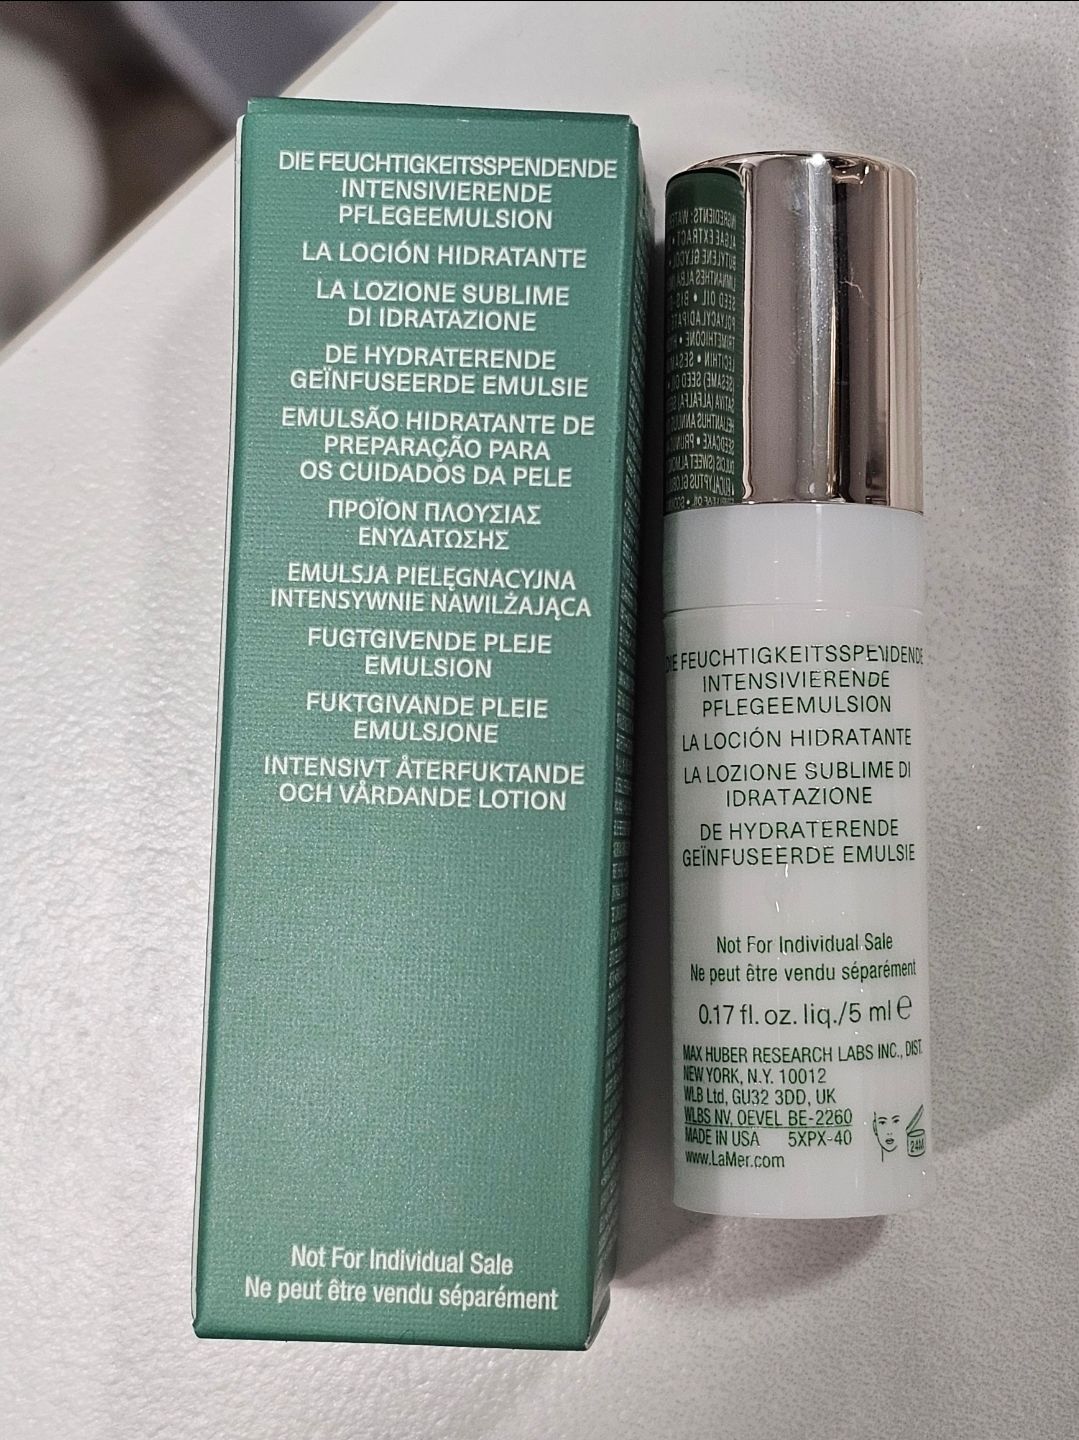 DIE FEUCHTIGKEITSSPENDENDE
INTENSIVIERENDE
PFLEGEEMULSION
LA LOCIÓN HIDRATANTE
LA LOZIONE SUBLIME
DI IDRATAZIONE
DE HYDRATERENDE
GEÏNFUSEERDE EMULSIE
EMULSÃO HIDRATANTE DE
PREPARAÇÃO PARA
OS CUIDADOS DA PELE
ΠΡΟΪΟΝ ΠΛΟΥΣΙΑΣ
ΕΝΥΔΑΤΩΣΗΣ
EMULSJA PIELĘGNACYJNA
INTENSYWNIE NAWILŻAJĄCA
FUGTGIVENDE PLEJE
EMULSION
FUKTGIVANDE PLEIE
EMULSJONE
INTENSIVT ÅTERFUKTANDE
OCH VÅRDANDE LOTION
Not For Individual Sale
Ne peut être vendu séparément
DIE FEUCHTIGKEITSSPENDENDE
INTENSIVIERENDE
PFLEGEEMULSION
LA LOCIÓN HIDRATANTE
LA LOZIONE SUBLIME DI
IDRATAZIONE
DE HYDRATERENDE
GEÏNFUSEERDE EMULSIE
Not For Individual Sale
Ne peut être vendu séparément
0.17 fl. oz. liq./5 ml ℮
MAX HUBER RESEARCH LABS INC., DIST.
NEW YORK, N.Y. 10012
WLB Ltd, GU32 3DD, UK
WLBS NV, OEVEL BE-2260
MADE IN USA 5XPX-40
www.LaMer.com
24M